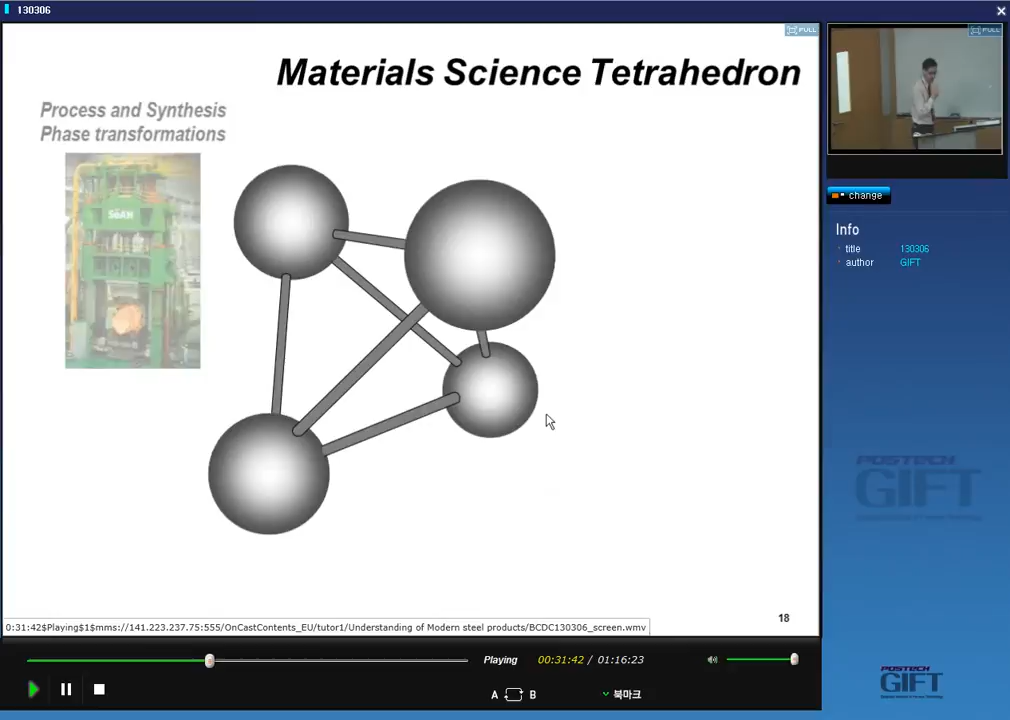 130306
FULL
FULL
Materials Science Tetrahedron
Process and Synthesis
Phase transformations
SeAH
change
Info
title 130306
author GIFT
POSTECH
GIFT
18
0:31:42$Playing$1$mms://141.223.237.75:555/OnCastContents_EU/tutor1/Understanding of Modern steel products/BCDC130306_screen.wmv
Playing 00:31:42 / 01:16:23
A B 북마크
POSTECH
GIFT